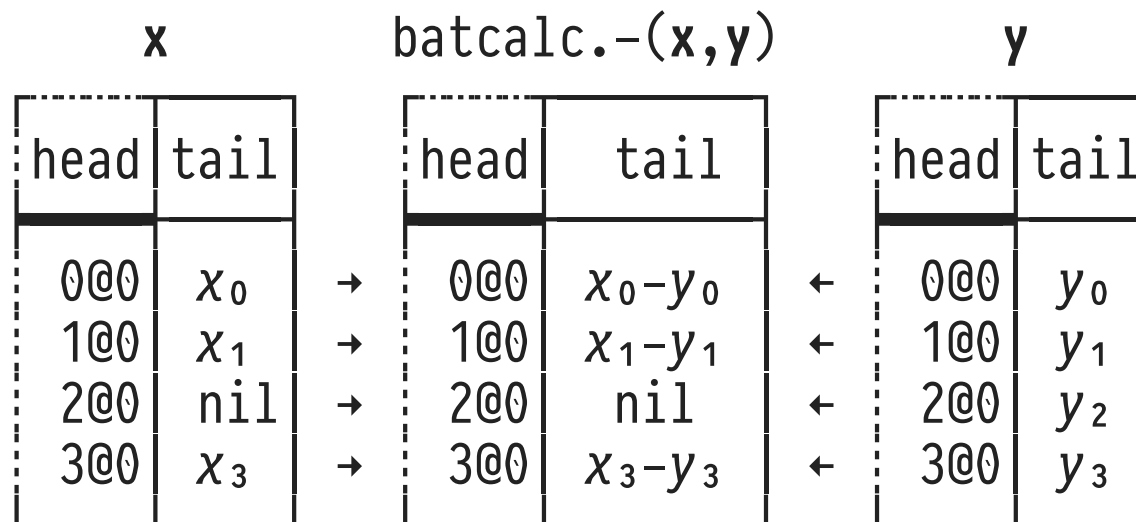 x batcalc.-(x,y) y
head tail head tail head tail
0@0 x₀ → 0@0 x₀-y₀ ← 0@0 y₀
1@0 x₁ → 1@0 x₁-y₁ ← 1@0 y₁
2@0 nil → 2@0 nil ← 2@0 y₂
3@0 x₃ → 3@0 x₃-y₃ ← 3@0 y₃